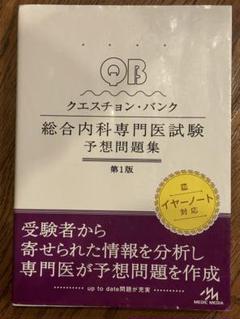 QB
クエスチョン・バンク
総合内科専門医試験
予想問題集
第1版
イヤーノート
対応
受験者から
寄せられた情報を分析し
専門医が予想問題を作成
up to date問題が充実
MEDIC MEDIA